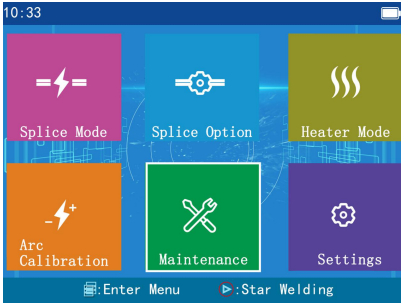 10:33
Splice Mode
Splice Option
Heater Mode
Arc
Calibration
Maintenance
Settings
:Enter Menu :Star Welding